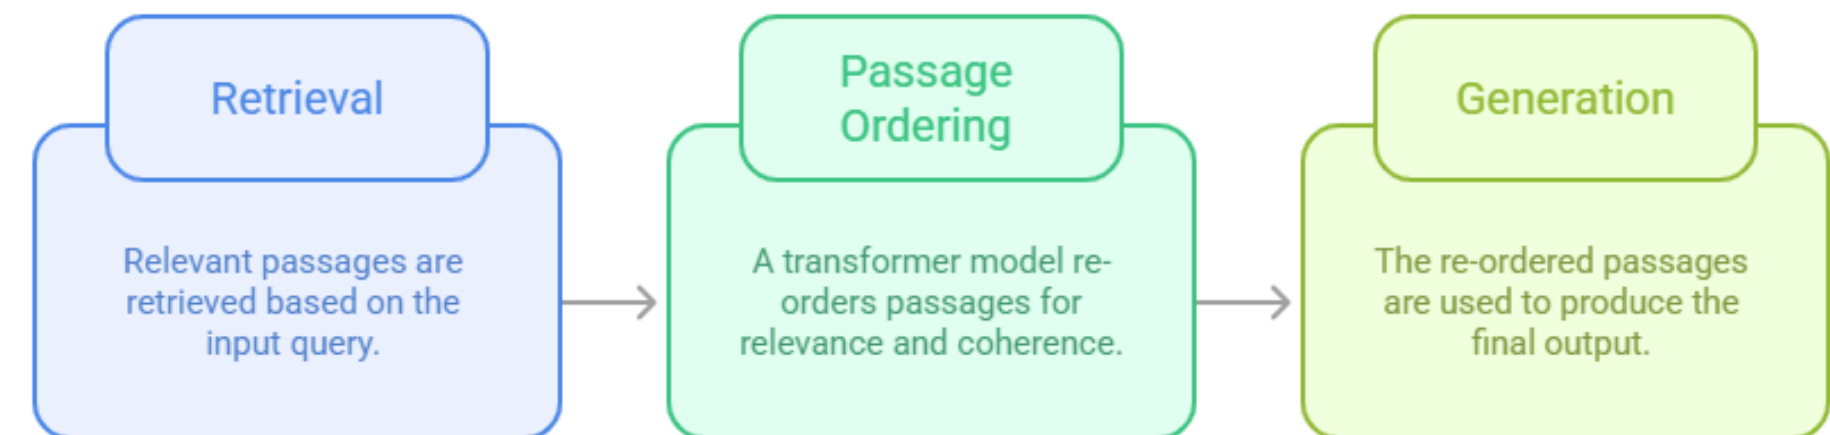 Retrieval
Relevant passages are
retrieved based on the
input query.
Passage
Ordering
A transformer model re-
orders passages for
relevance and coherence.
Generation
The re-ordered passages
are used to produce the
final output.